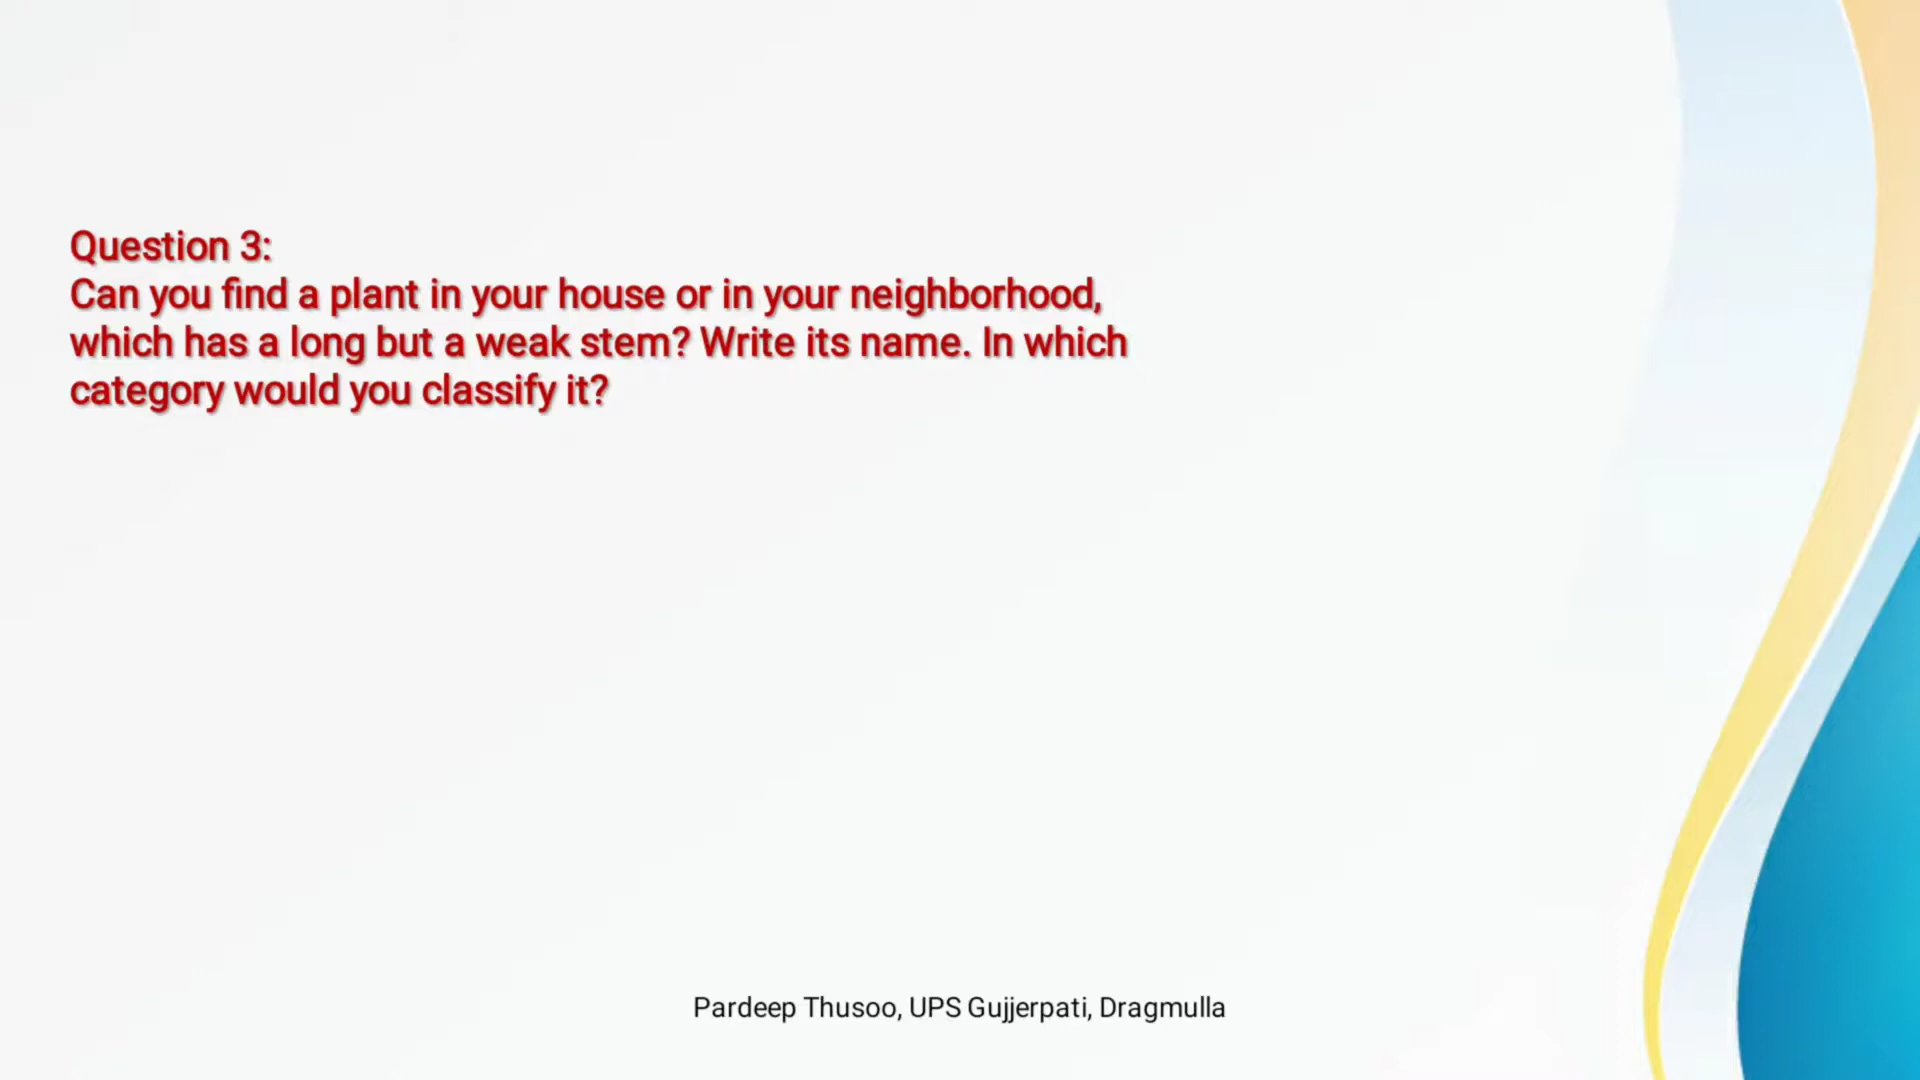 Question 3:
Can you find a plant in your house or in your neighborhood,
which has a long but a weak stem? Write its name. In which
category would you classify it?
Pardeep Thusoo, UPS Gujjerpati, Dragmulla